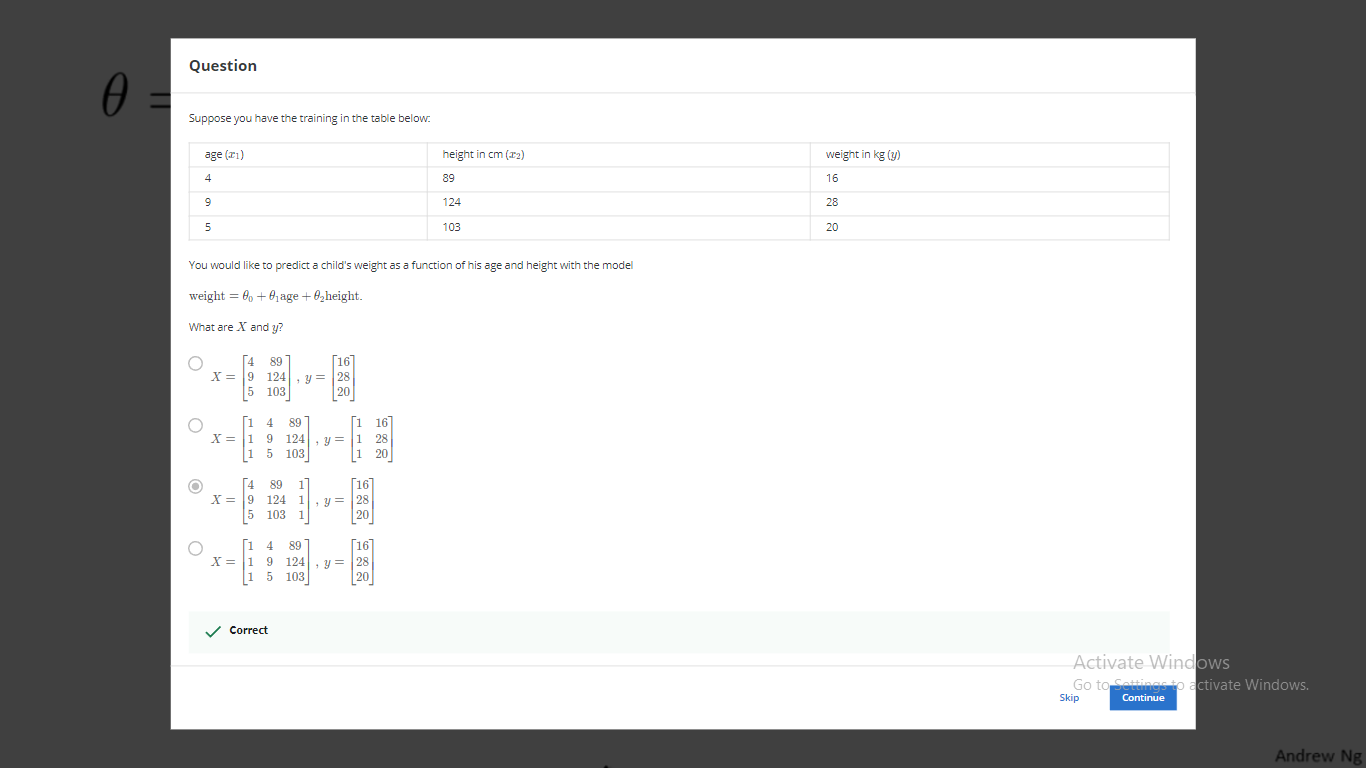 θ =
Question
Suppose you have the training in the table below:
age (x₁) height in cm (x₂) weight in kg (y)
4 89 16
9 124 28
5 103 20
You would like to predict a child's weight as a function of his age and height with the model
weight = θ₀ + θ₁age + θ₂height.
What are X and y?
X = [4 89; 9 124; 5 103], y = [16; 28; 20]
X = [1 4 89; 1 9 124; 1 5 103], y = [1 16; 1 28; 1 20]
X = [4 89 1; 9 124 1; 5 103 1], y = [16; 28; 20]
X = [1 4 89; 1 9 124; 1 5 103], y = [16; 28; 20]
Correct
Activate Windows
Go to Settings to activate Windows.
Skip Continue
Andrew Ng